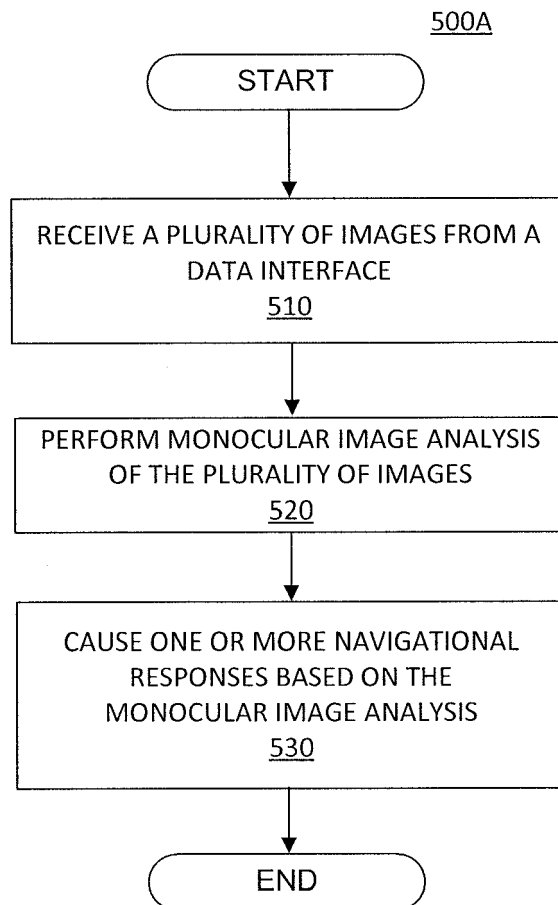 500A
START
RECEIVE A PLURALITY OF IMAGES FROM A
DATA INTERFACE
510
PERFORM MONOCULAR IMAGE ANALYSIS
OF THE PLURALITY OF IMAGES
520
CAUSE ONE OR MORE NAVIGATIONAL
RESPONSES BASED ON THE
MONOCULAR IMAGE ANALYSIS
530
END